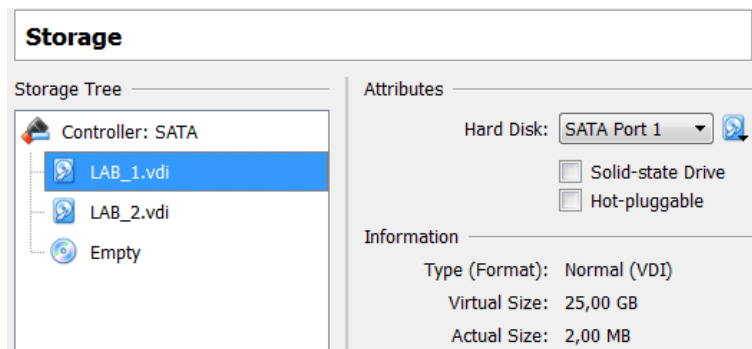 Storage
Storage Tree
Controller: SATA
LAB_1.vdi
LAB_2.vdi
Empty
Attributes
Hard Disk: SATA Port 1
Solid-state Drive
Hot-pluggable
Information
Type (Format): Normal (VDI)
Virtual Size: 25,00 GB
Actual Size: 2,00 MB